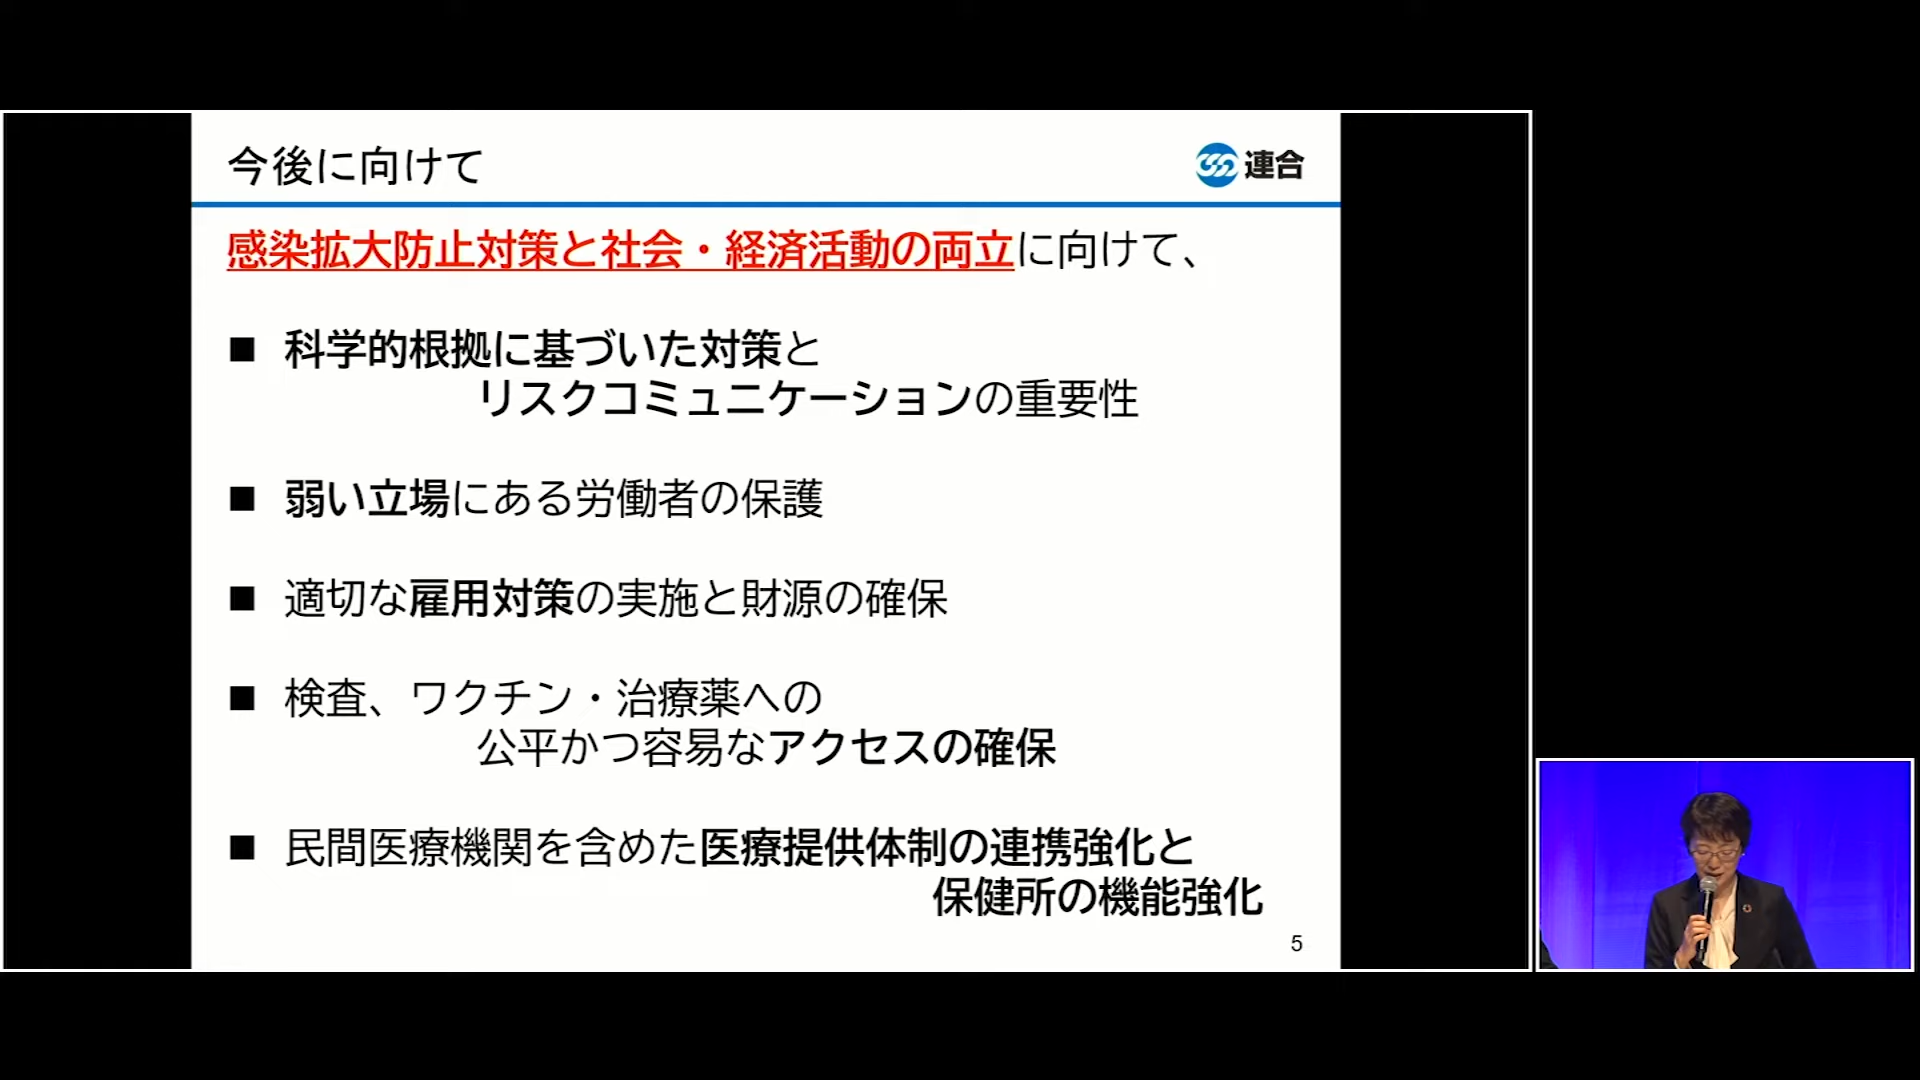 今後に向けて
連合
感染拡大防止対策と社会・経済活動の両立に向けて、
■ 科学的根拠に基づいた対策と
リスクコミュニケーションの重要性
■ 弱い立場にある労働者の保護
■ 適切な雇用対策の実施と財源の確保
■ 検査、ワクチン・治療薬への
公平かつ容易なアクセスの確保
■ 民間医療機関を含めた医療提供体制の連携強化と
保健所の機能強化
5